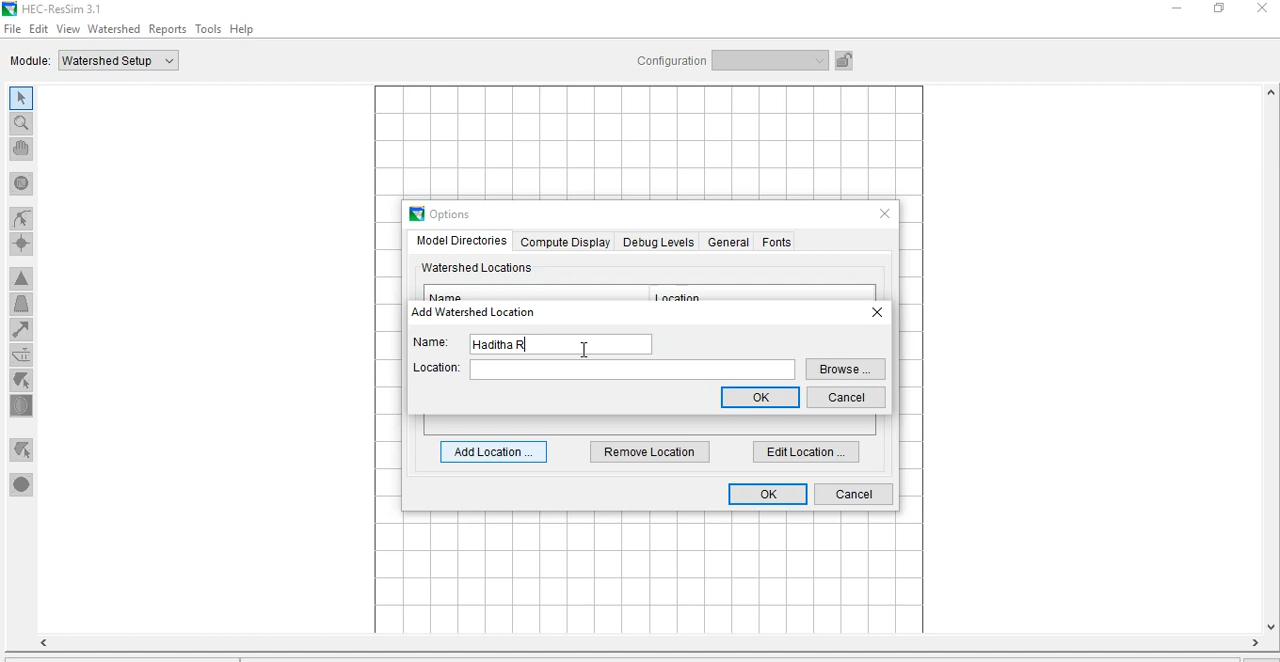 HEC-ResSim 3.1
File Edit View Watershed Reports Tools Help
Module: Watershed Setup Configuration
Options
Model Directories Compute Display Debug Levels General Fonts
Watershed Locations
Name Location
Add Watershed Location
Name: Haditha R
Location: Browse ...
OK Cancel
Add Location ... Remove Location Edit Location ...
OK Cancel